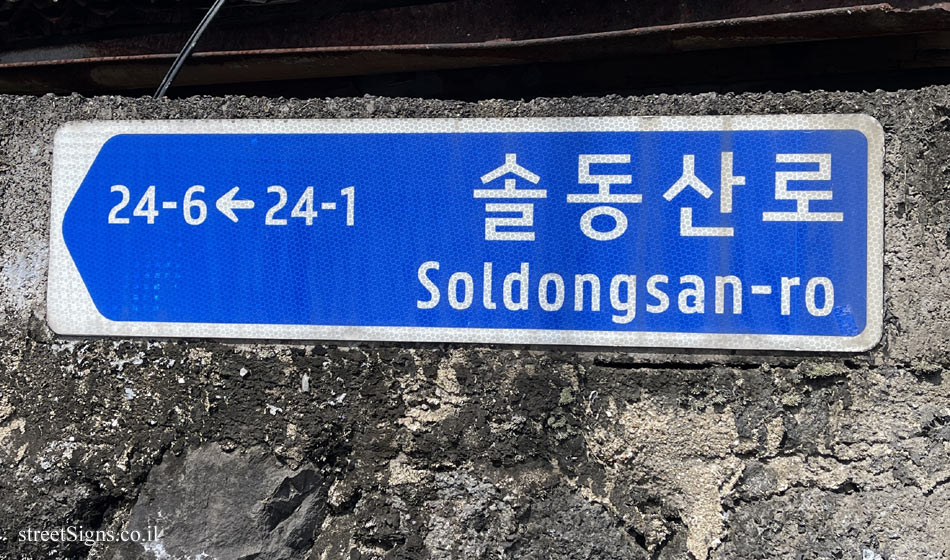 24-6←24-1 솔동산로
Soldongsan-ro
streetSigns.co.il